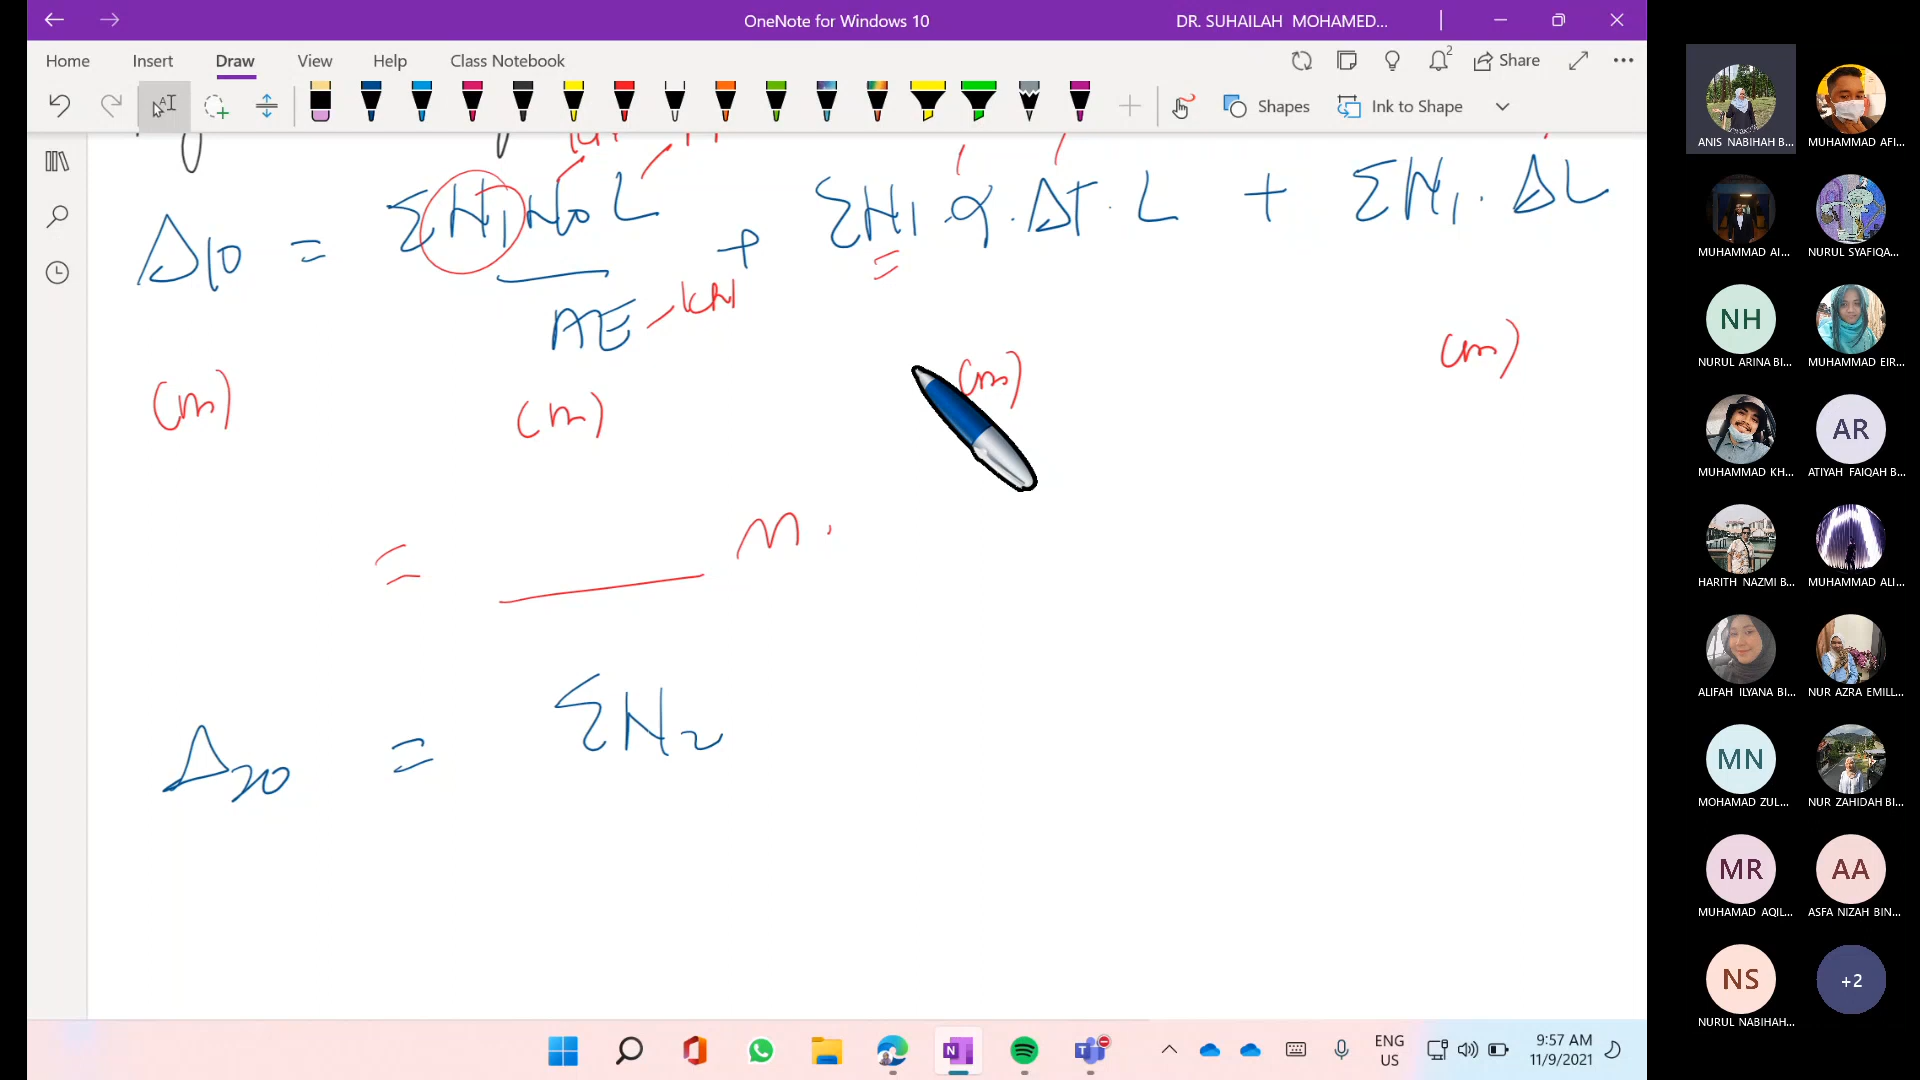 OneNote for Windows 10
DR. SUHAILAH MOHAMED...
Home Insert Draw View Help Class Notebook
2
Share
Shapes
Ink to Shape
Δ10 = ΣN1N0L + ΣN1·α·ΔT·L + ΣN1·ΔL
AE
kN
(m) (m) (m) (m)
= ____ m.
Δ20 = ΣN2
ANIS NABIHAH B...
MUHAMMAD AFI...
MUHAMMAD AI...
NURUL SYAFIQA...
NH
NURUL ARINA BI...
MUHAMMAD EIR...
MUHAMMAD KH...
AR
ATIYAH FAIQAH B...
HARITH NAZMI B...
MUHAMMAD ALI...
ALIFAH ILYANA BI...
NUR AZRA EMILL...
MN
MOHAMAD ZUL...
NUR ZAHIDAH BI...
MR
MUHAMAD AQIL...
AA
ASFA NIZAH BIN...
NS
NURUL NABIHAH...
+2
ENG
US
9:57 AM
11/9/2021